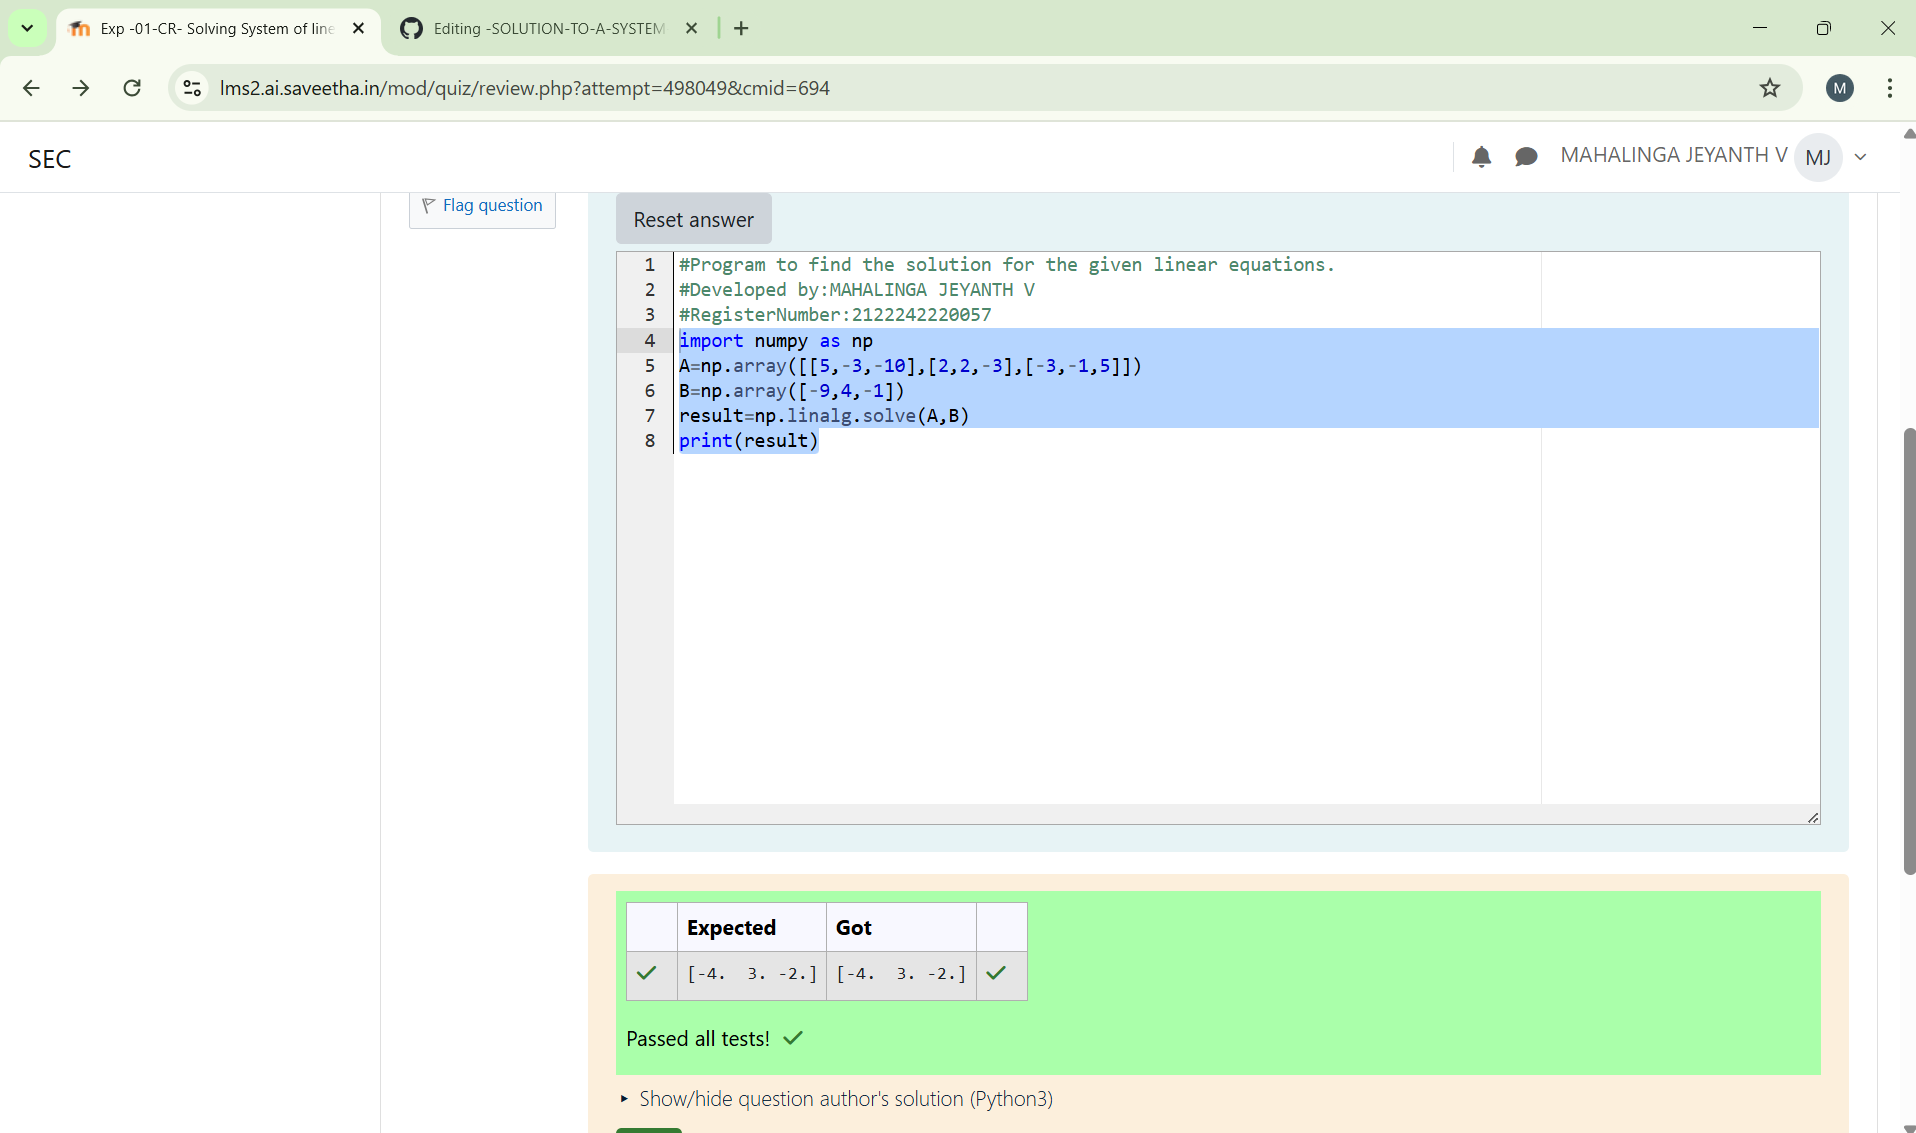 Exp -01-CR- Solving System of line
Editing -SOLUTION-TO-A-SYSTEM
lms2.ai.saveetha.in/mod/quiz/review.php?attempt=498049&cmid=694
M
SEC
MAHALINGA JEYANTH V
MJ
Flag question
Reset answer
1 #Program to find the solution for the given linear equations.
2 #Developed by:MAHALINGA JEYANTH V
3 #RegisterNumber:2122242220057
4 import numpy as np
5 A=np.array([[5,-3,-10],[2,2,-3],[-3,-1,5]])
6 B=np.array([-9,4,-1])
7 result=np.linalg.solve(A,B)
8 print(result)
Expected Got
[-4.  3. -2.] [-4.  3. -2.]
Passed all tests!
Show/hide question author's solution (Python3)